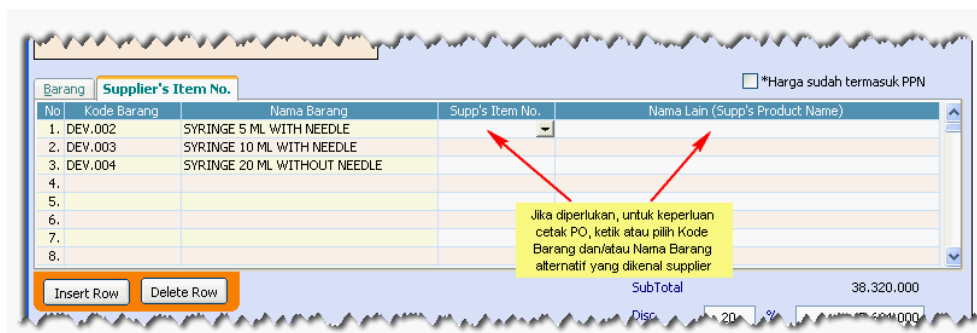 Barang Supplier's Item No. *Harga sudah termasuk PPN
No Kode Barang Nama Barang Supp's Item No. Nama Lain (Supp's Product Name)
1. DEV.002 SYRINGE 5 ML WITH NEEDLE
2. DEV.003 SYRINGE 10 ML WITH NEEDLE
3. DEV.004 SYRINGE 20 ML WITHOUT NEEDLE
4.
5.
6.
7.
8.
Jika diperlukan, untuk keperluan
cetak PO, ketik atau pilih Kode
Barang dan/atau Nama Barang
alternatif yang dikenal supplier
Insert Row Delete Row SubTotal 38.320.000
Disc 20 %